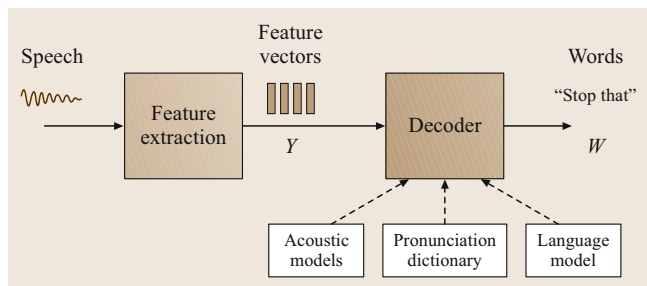 Speech
Feature
extraction
Feature
vectors
Y
Decoder
Words
“Stop that”
W
Acoustic
models
Pronunciation
dictionary
Language
model